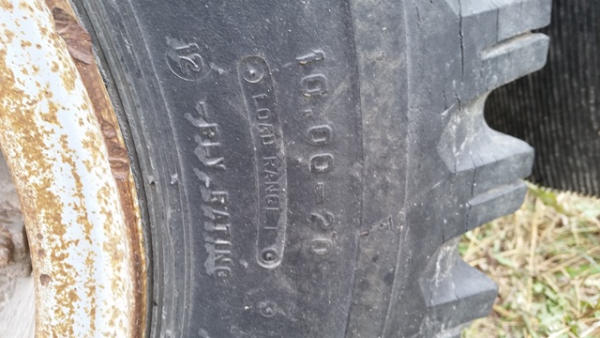 10.00-20
LOAD RANGE
12 PLY RATING